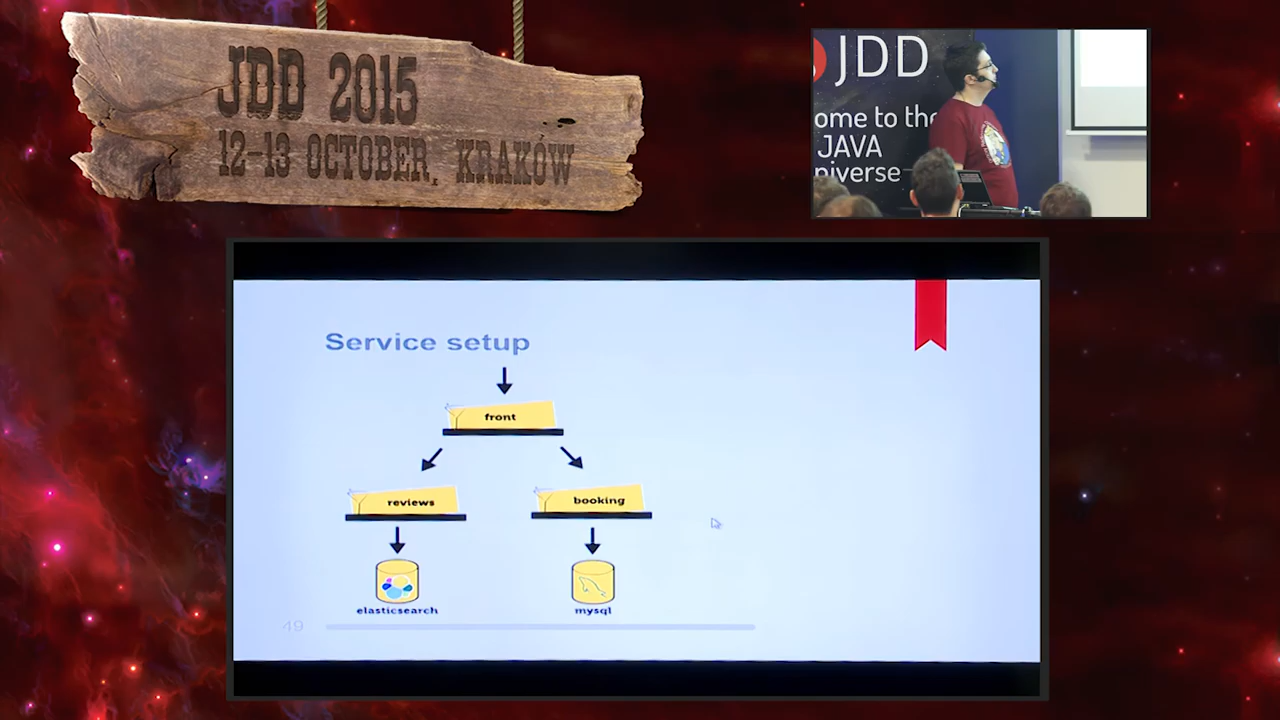 JDD 2015
12-13 OCTOBER, KRAKÓW
JDD
ome to the
JAVA
niverse
Service setup
front
reviews
booking
elasticsearch
mysql
49